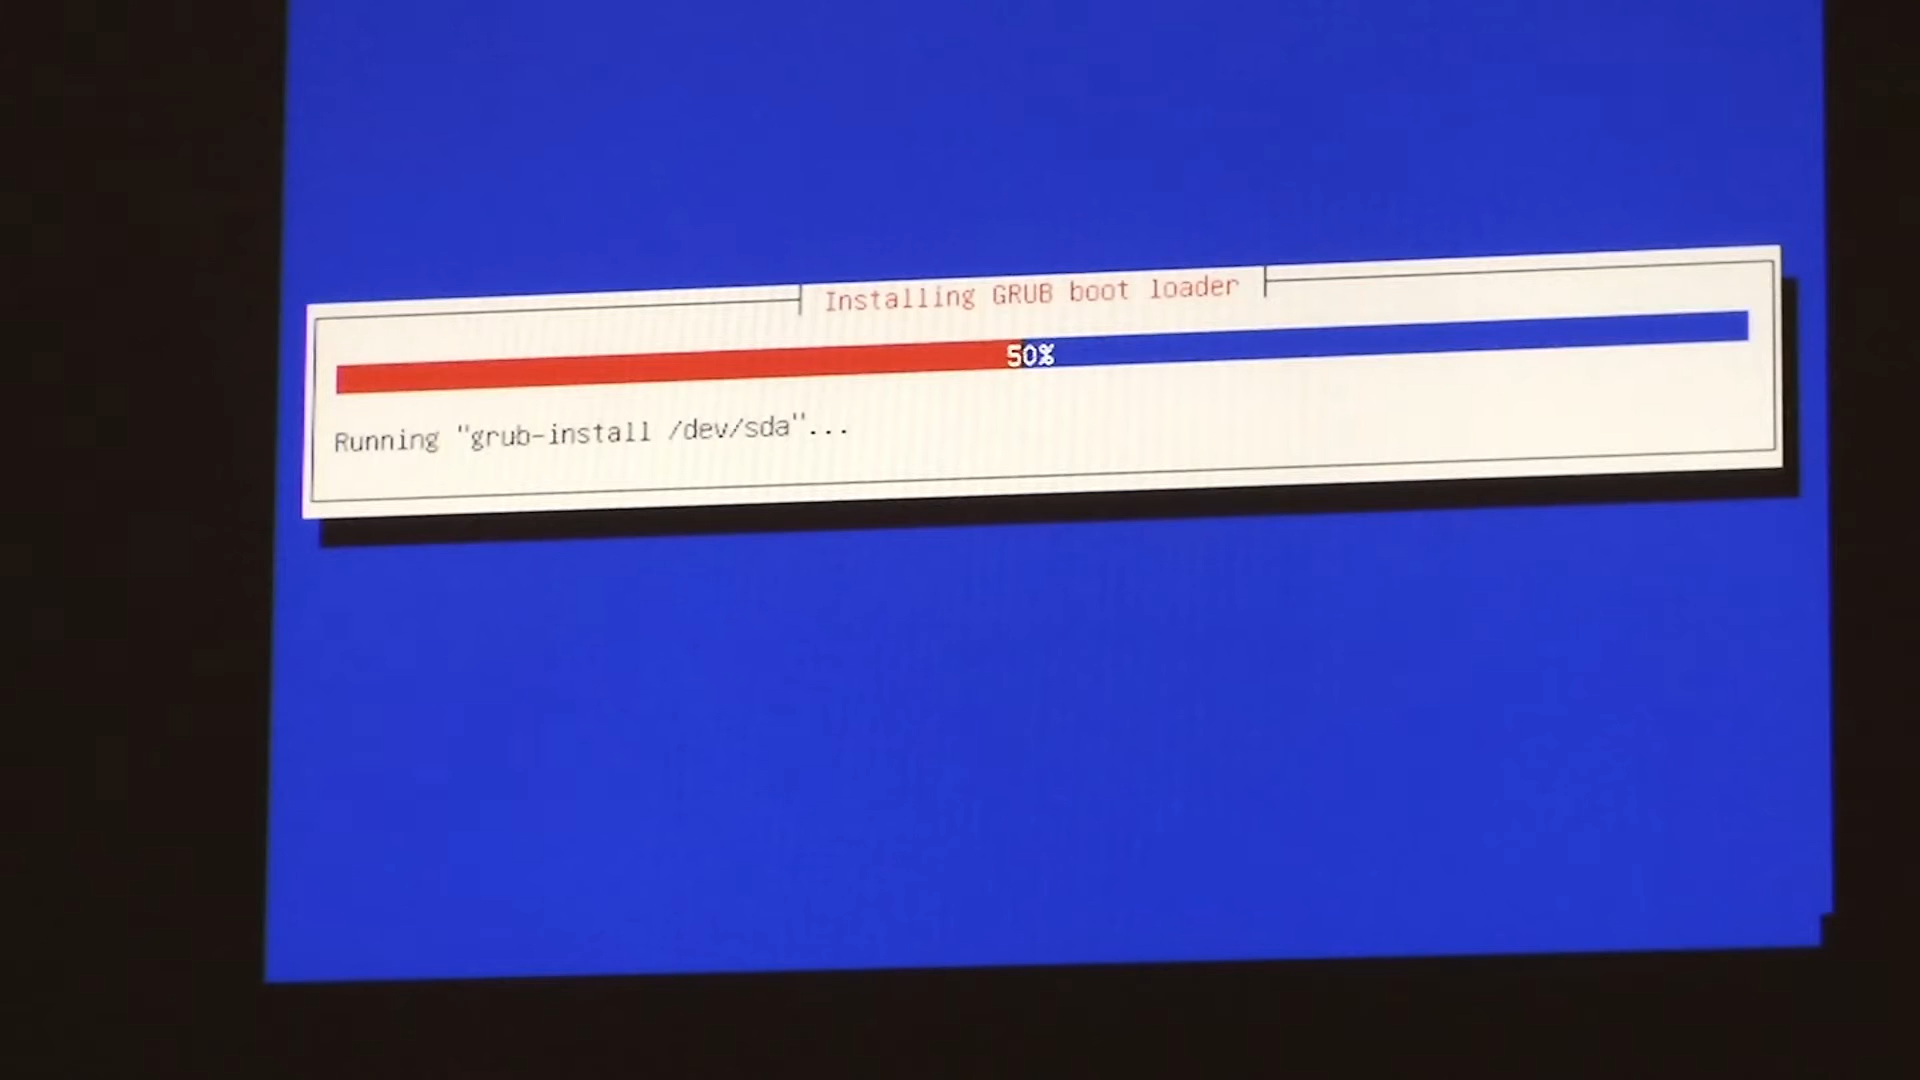 Installing GRUB boot loader
50%
Running "grub-install /dev/sda"...